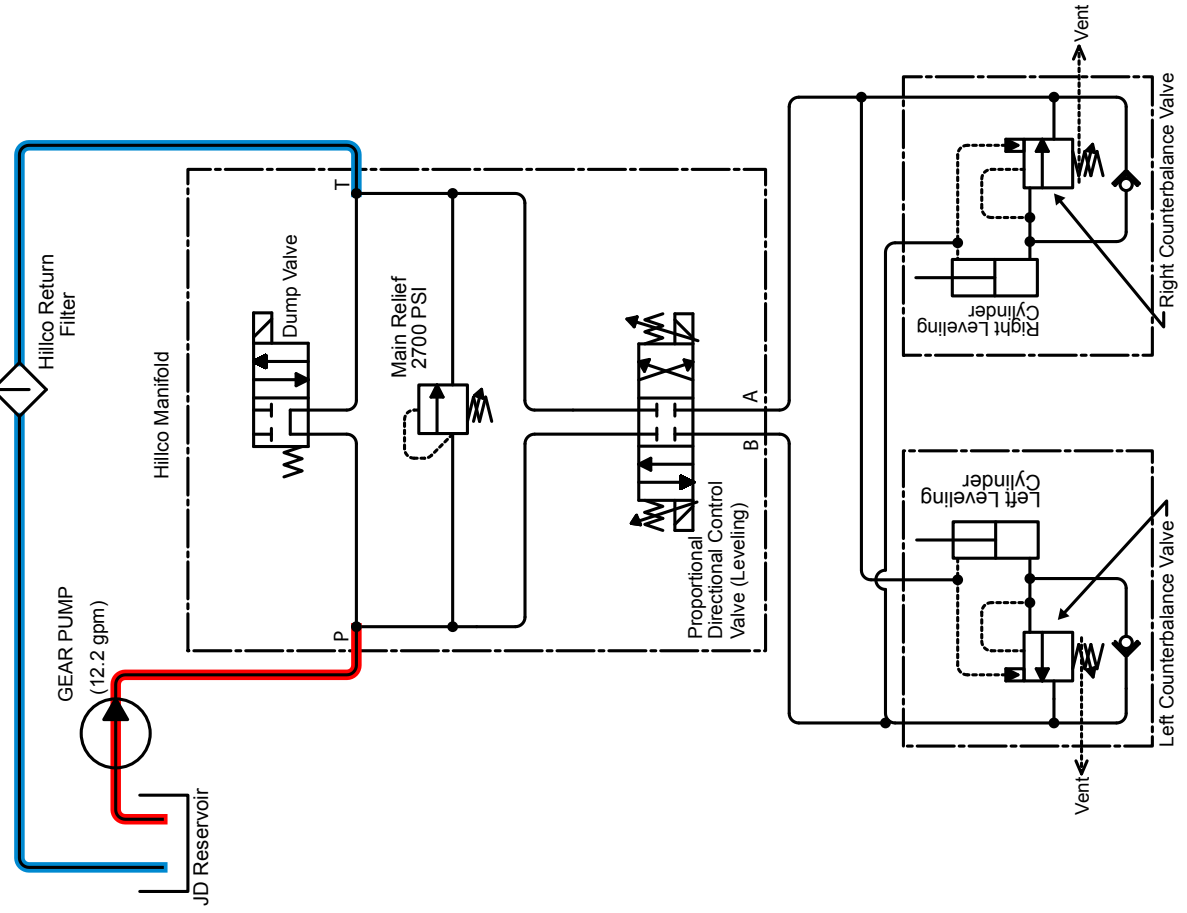 JD Reservoir
GEAR PUMP
(12.2 gpm)
Hillco Return
Filter
Hillco Manifold
P
T
Dump Valve
Main Relief
2700 PSI
Proportional
Directional Control
Valve (Leveling)
B
A
Left Leveling
Cylinder
Right Leveling
Cylinder
Vent
Vent
Left Counterbalance Valve
Right Counterbalance Valve